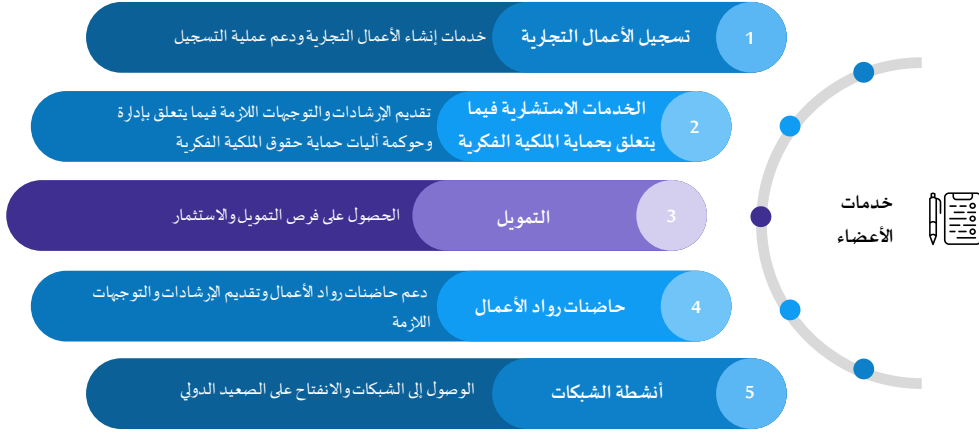 خدمات
الأعضاء
1
تسجيل الأعمال التجارية
خدمات إنشاء الأعمال التجارية ودعم عملية التسجيل
2
الخدمات الاستشارية فيما
يتعلق بحماية الملكية الفكرية
تقديم الإرشادات والتوجيهات اللازمة فيما يتعلق بإدارة
وحوكمة آليات حماية حقوق الملكية الفكرية
3
التمويل
الحصول على فرص التمويل والاستثمار
4
حاضنات رواد الأعمال
دعم حاضنات رواد الأعمال وتقديم الإرشادات والتوجيهات
اللازمة
5
أنشطة الشبكات
الوصول إلى الشبكات والانفتاح على الصعيد الدولي